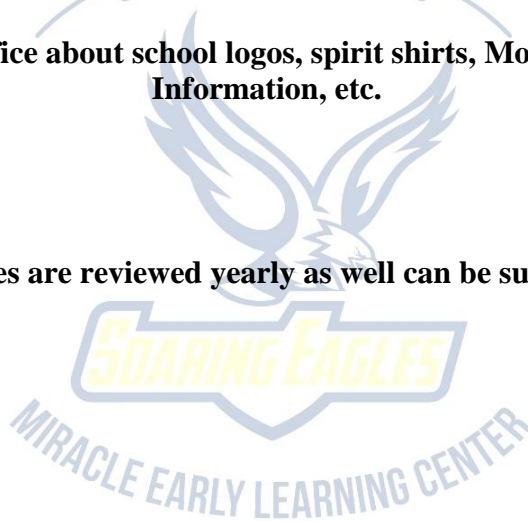 fice about school logos, spirit shirts, Mo
Information, etc.
es are reviewed yearly as well can be su
SOARING EAGLES
MIRACLE EARLY LEARNING CENTER